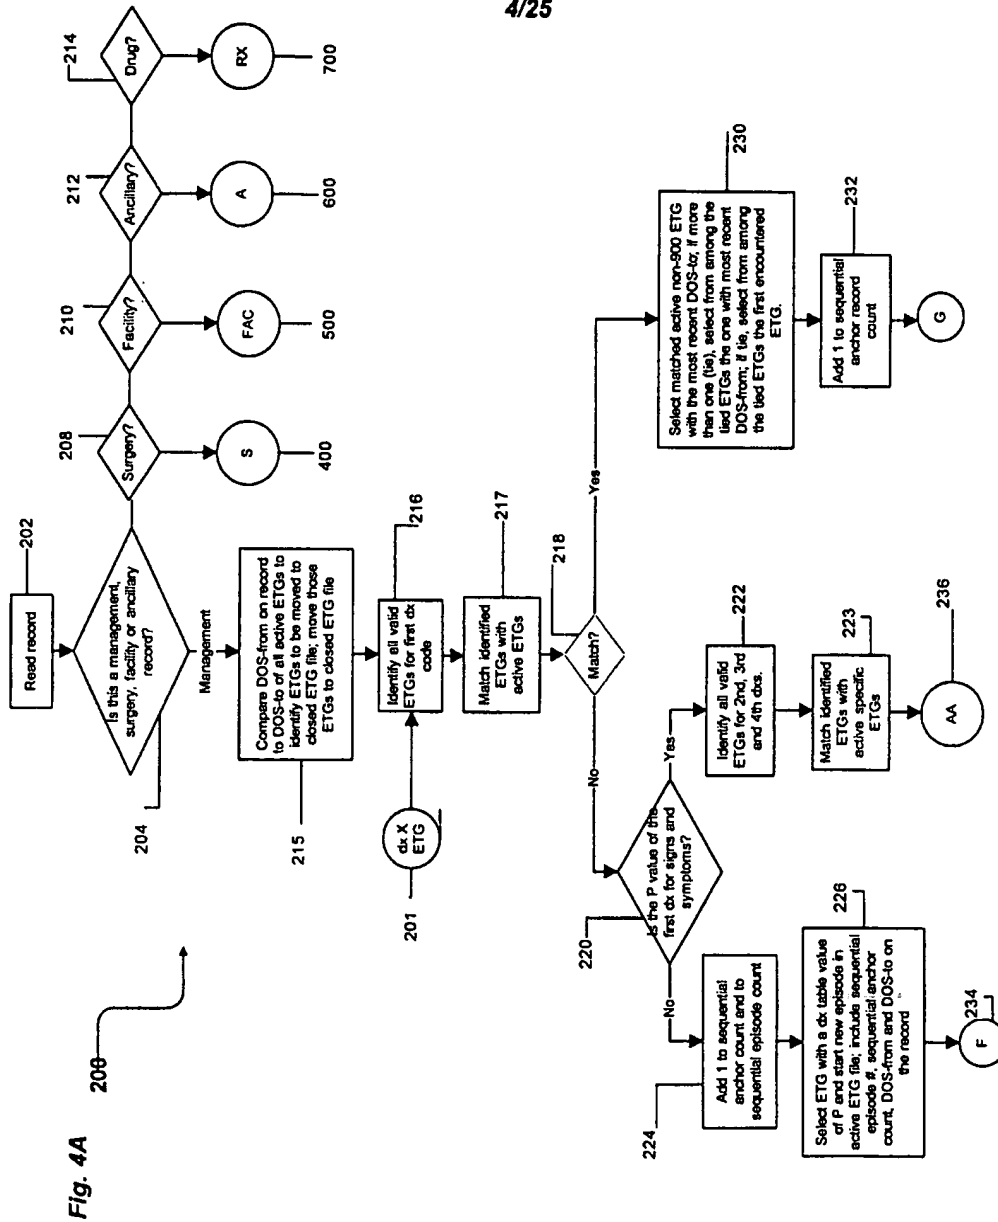 4/25
Fig. 4A
200
Read record
202
Is this a management,
surgery, facility or ancillary
record?
204
Surgery?
208
S
400
Facility?
210
FAC
500
Ancillary?
212
A
600
Drug?
214
RX
700
Management
Compare DOS-from on record
to DOS-to of all active ETGs to
identify ETGs to be moved to
closed ETG file; move those
ETGs to closed ETG file
215
dx X
ETG
201
Identify all valid
ETGs for first dx
code
216
Match identified
ETGs with
active ETGs
217
Match?
218
No
Yes
Is the P value of the
first dx for signs and
symptoms?
220
No
Yes
Add 1 to sequential
anchor count and to
sequential episode count
224
Select ETG with a dx table value
of P and start new episode in
active ETG file; include sequential
episode #, sequential anchor
count, DOS-from and DOS-to on
the record
226
F
234
Identify all valid
ETGs for 2nd, 3rd
and 4th dxs.
222
Match identified
ETGs with
active specific
ETGs
223
AA
236
Select matched active non-900 ETG
with the most recent DOS-to; if more
than one (tie), select from among the
tied ETGs the one with most recent
DOS-from; if tie, select from among
the tied ETGs the first encountered
ETG.
230
Add 1 to sequential
anchor record
count
232
G